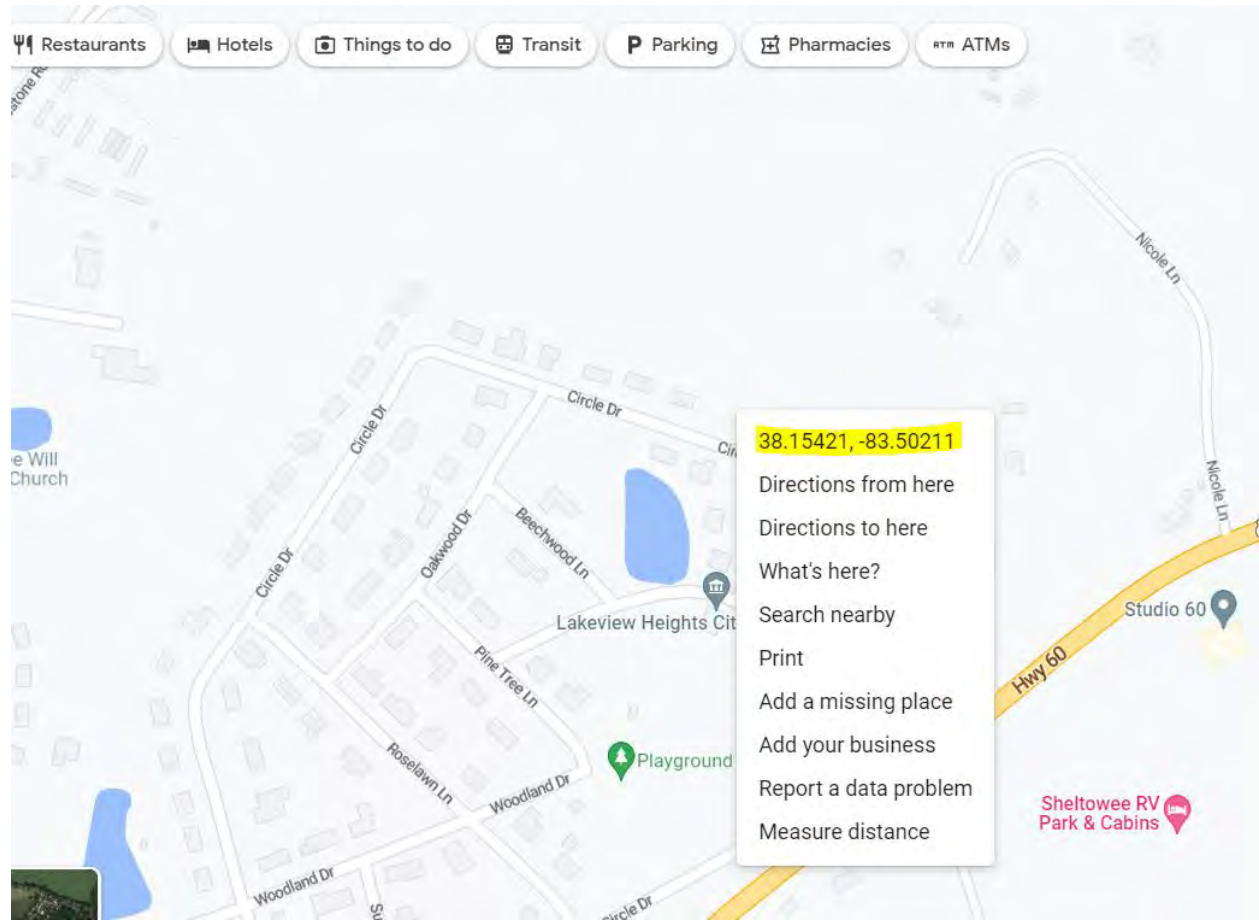 Restaurants
Hotels
Things to do
Transit
P Parking
Pharmacies
ATM ATMs
Nicole Ln
Circle Dr
Circle Dr
38.15421, -83.50211
Directions from here
Directions to here
What's here?
Search nearby
Print
Add a missing place
Add your business
Report a data problem
Measure distance
e Will
Church
Nicole Ln
Oakwood Dr
Beechwood Ln
Circle Dr
Lakeview Heights Cit
Studio 60
Hwy 60
Pine Tree Ln
Playground
Roselawn Ln
Woodland Dr
Sheltowee RV
Park & Cabins
Woodland Dr
Circle Dr